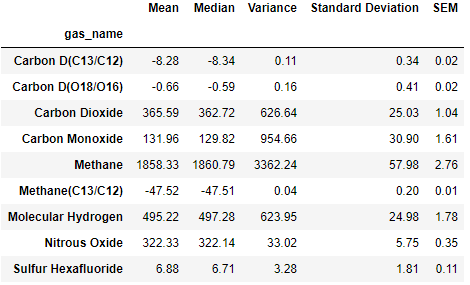 Mean Median Variance Standard Deviation SEM
gas_name
Carbon D(C13/C12) -8.28 -8.34 0.11 0.34 0.02
Carbon D(O18/O16) -0.66 -0.59 0.16 0.41 0.02
Carbon Dioxide 365.59 362.72 626.64 25.03 1.04
Carbon Monoxide 131.96 129.82 954.66 30.90 1.61
Methane 1858.33 1860.79 3362.24 57.98 2.76
Methane(C13/C12) -47.52 -47.51 0.04 0.20 0.01
Molecular Hydrogen 495.22 497.28 623.95 24.98 1.78
Nitrous Oxide 322.33 322.14 33.02 5.75 0.35
Sulfur Hexafluoride 6.88 6.71 3.28 1.81 0.11